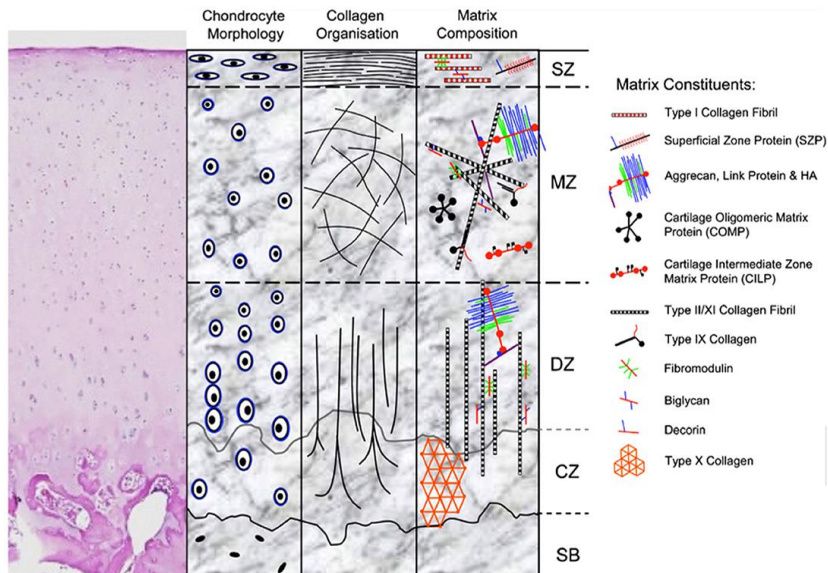 Chondrocyte
Morphology
Collagen
Organisation
Matrix
Composition
SZ
MZ
DZ
CZ
SB
Matrix Constituents:
Type I Collagen Fibril
Superficial Zone Protein (SZP)
Aggrecan, Link Protein & HA
Cartilage Oligomeric Matrix
Protein (COMP)
Cartilage Intermediate Zone
Matrix Protein (CILP)
Type II/XI Collagen Fibril
Type IX Collagen
Fibromodulin
Biglycan
Decorin
Type X Collagen